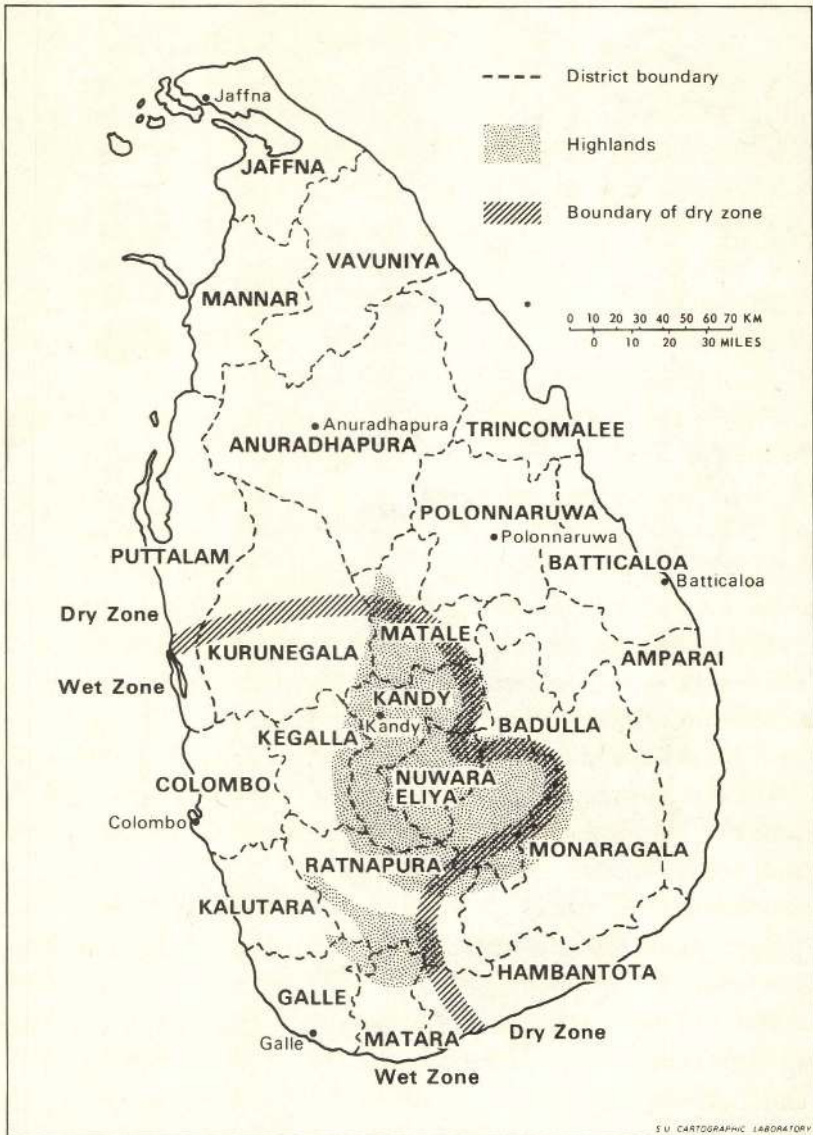 District boundary
Jaffna
Highlands
JAFFNA
Boundary of dry zone
VAVUNIYA
MANNAR
0 10 20 30 40 50 60 70 KM
0 10 20 30 MILES
Anuradhapura
TRINCOMALEE
ANURADHAPURA
POLONNARUWA
Polonnaruwa
PUTTALAM
BATTICALOA
Batticaloa
Dry Zone
MATALE
KURUNEGALA
AMPARAI
Wet Zone
KANDY
Kandy
BADULLA
KEGALLA
NUWARA
ELIYA
COLOMBO
Colombo
MONARAGALA
RATNAPURA
KALUTARA
HAMBANTOTA
GALLE
Dry Zone
Galle
MATARA
Wet Zone
S U CARTOGRAPHIC LABORATORY